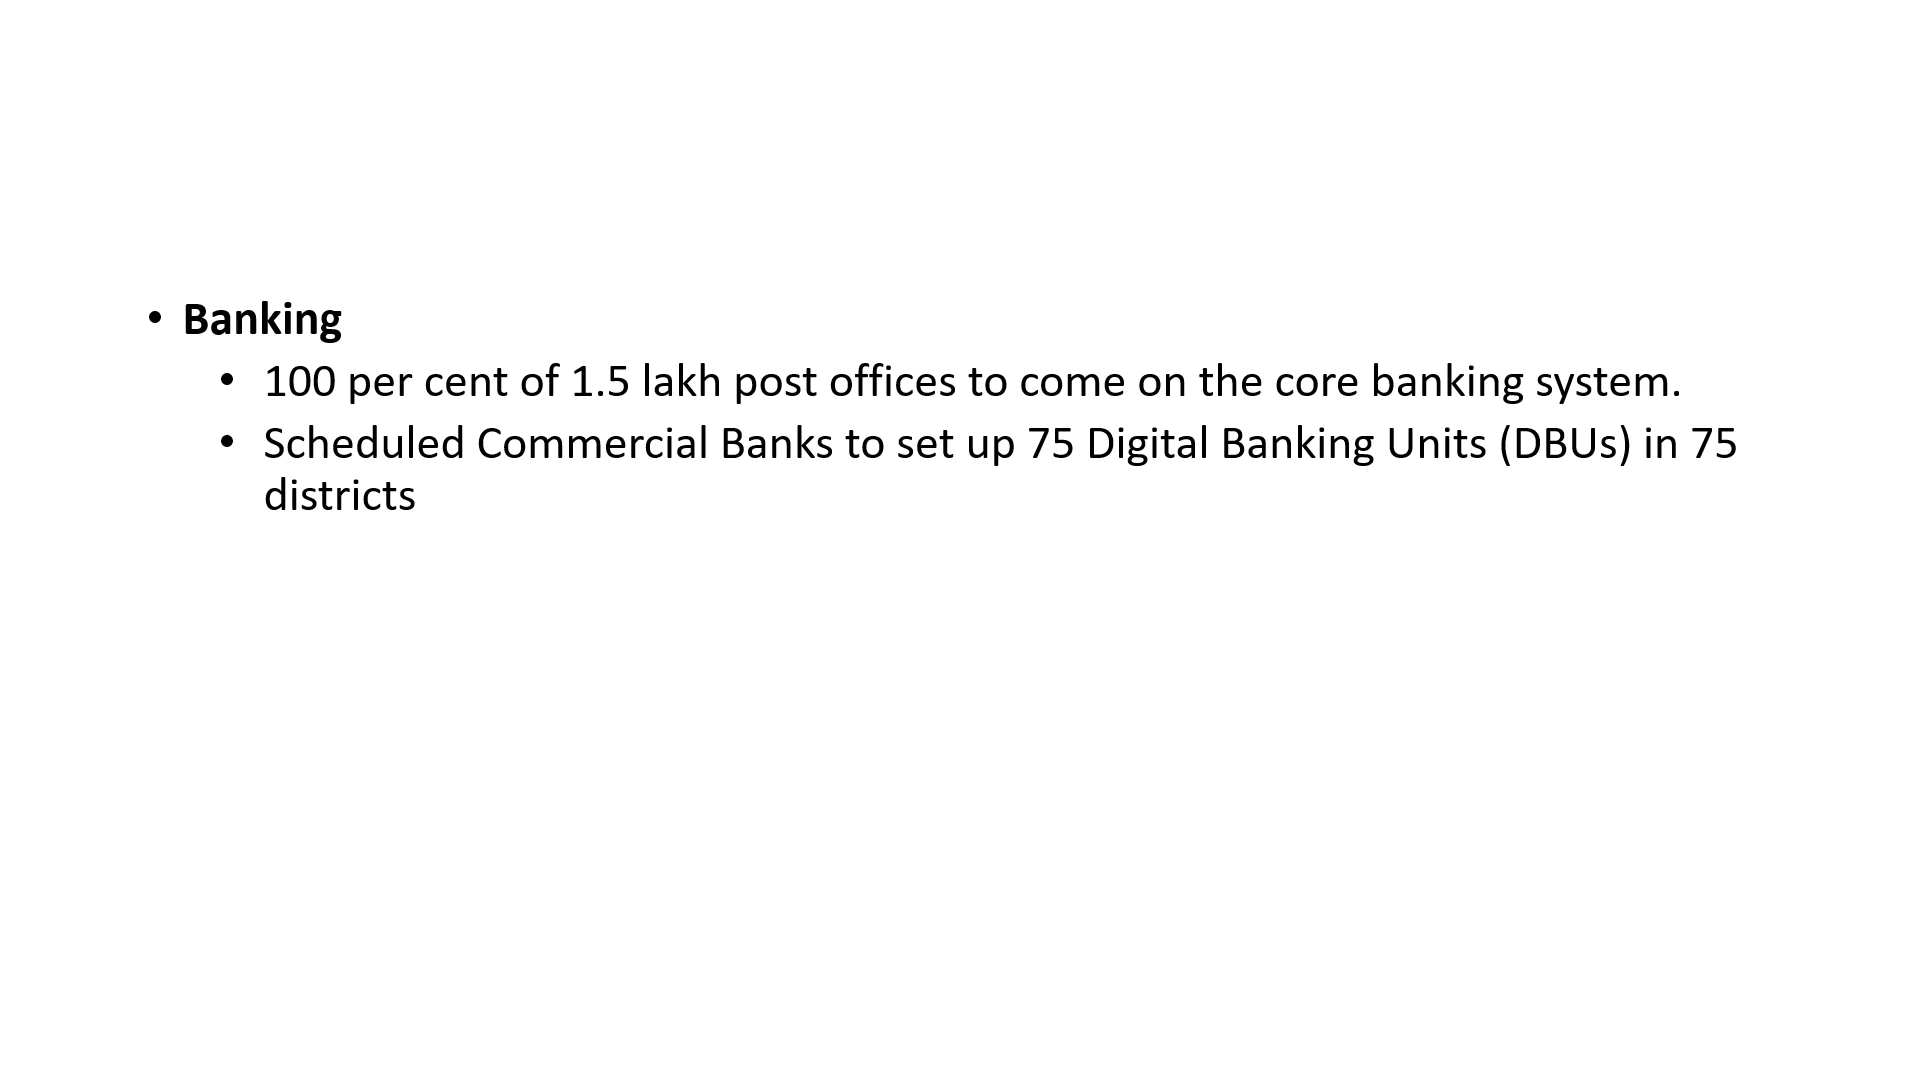 • Banking
• 100 per cent of 1.5 lakh post offices to come on the core banking system.
• Scheduled Commercial Banks to set up 75 Digital Banking Units (DBUs) in 75
districts